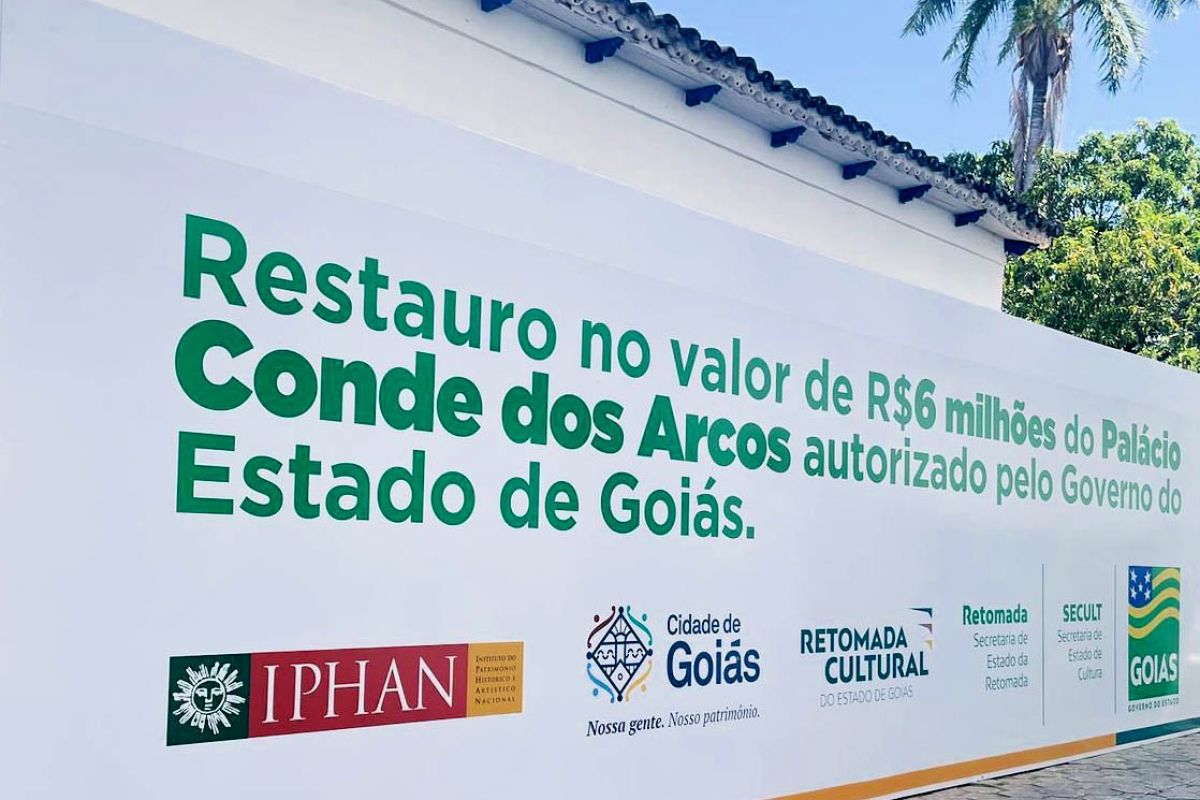 Restauro no valor de R$6 milhões do Palácio
Conde dos Arcos autorizado pelo Governo do
Estado de Goiás.
IPHAN
INSTITUTO DO
PATRIMÔNIO
HISTÓRICO E
ARTÍSTICO
NACIONAL
Cidade de
Goiás
Nossa gente. Nosso patrimônio.
RETOMADA
CULTURAL
DO ESTADO DE GOIÁS
Retomada
Secretaria de
Estado da
Retomada
SECULT
Secretaria de
Estado de
Cultura
GOIÁS
GOVERNO DO ESTADO